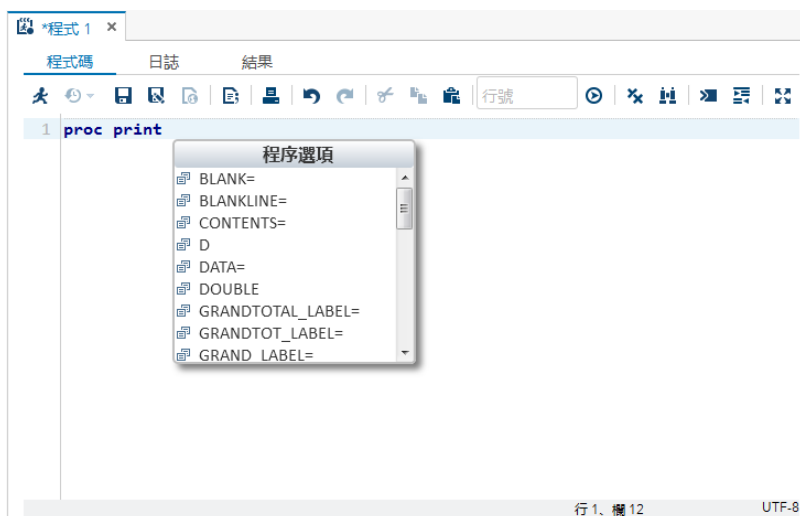 *程式 1 ×
程式碼 日誌 結果
行號
1 proc print
程序選項
BLANK=
BLANKLINE=
CONTENTS=
D
DATA=
DOUBLE
GRANDTOTAL_LABEL=
GRANDTOT_LABEL=
GRAND_LABEL=
行 1、欄 12 UTF-8